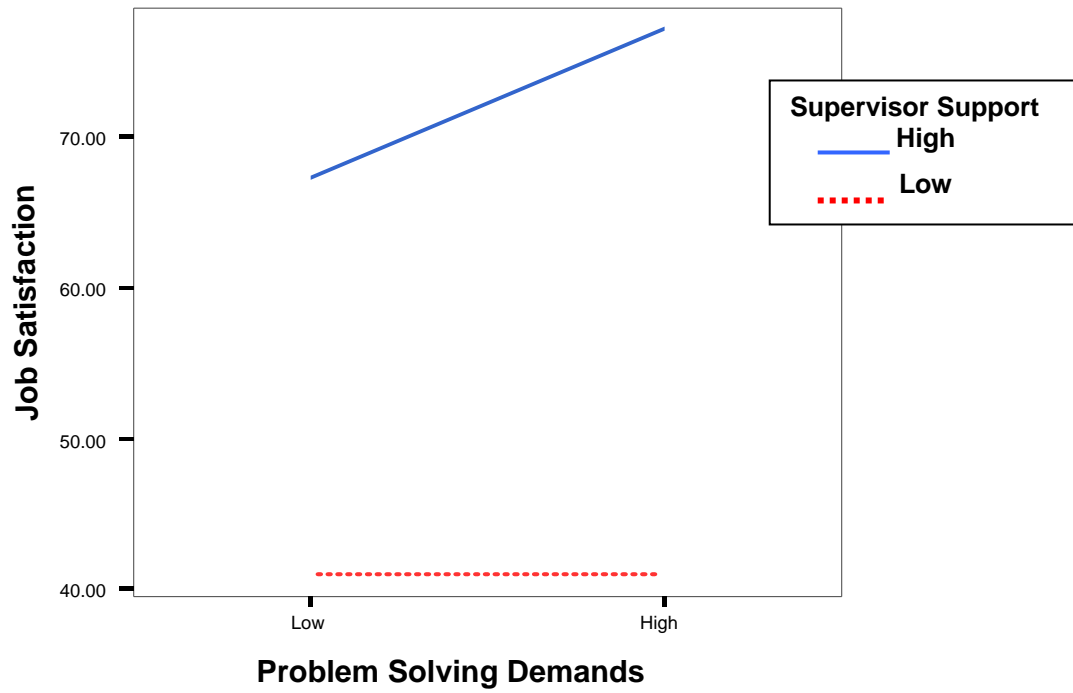 Supervisor Support
High
Low
70.00
60.00
50.00
40.00
Job Satisfaction
Low
High
Problem Solving Demands